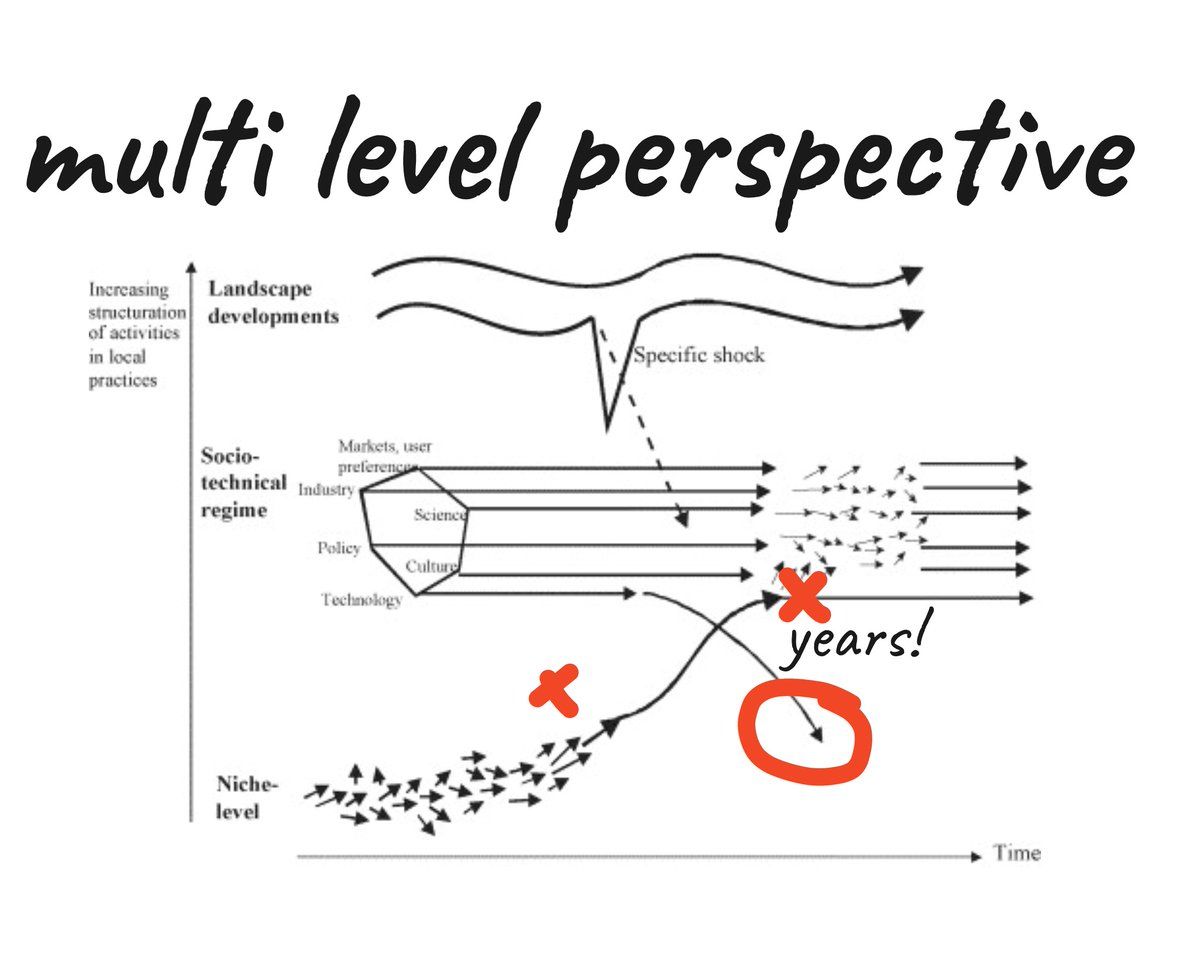 multi level perspective
Increasing
structuration
of activities
in local
practices
Landscape
developments
Specific shock
Socio-
technical
regime
Markets, user
preferences
Industry
Science
Policy
Culture
Technology
years!
Niche-
level
Time